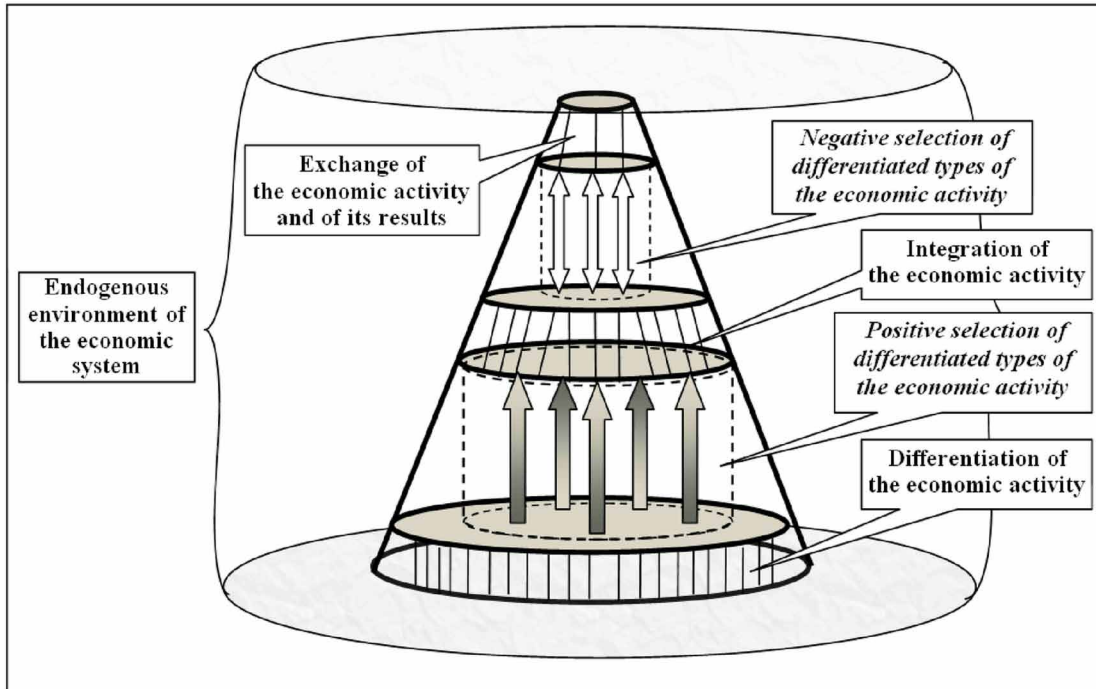 Exchange of
the economic activity
and of its results
Negative selection of
differentiated types of
the economic activity
Integration of
the economic activity
Endogenous
environment of
the economic
system
Positive selection of
differentiated types of
the economic activity
Differentiation of
the economic activity